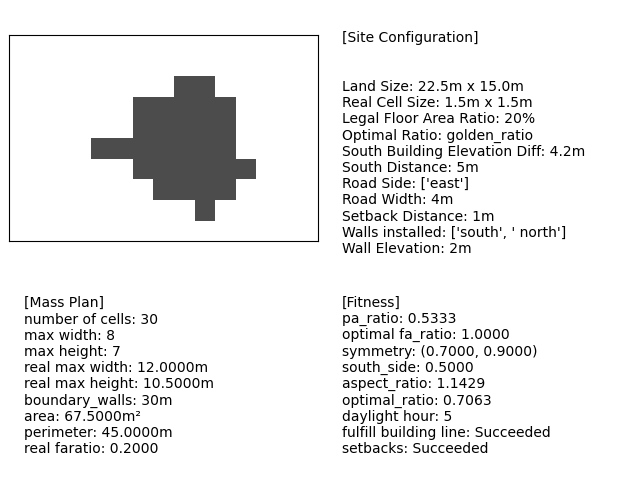 [Site Configuration]
Land Size: 22.5m x 15.0m
Real Cell Size: 1.5m x 1.5m
Legal Floor Area Ratio: 20%
Optimal Ratio: golden_ratio
South Building Elevation Diff: 4.2m
South Distance: 5m
Road Side: ['east']
Road Width: 4m
Setback Distance: 1m
Walls installed: ['south', ' north']
Wall Elevation: 2m
[Mass Plan]
number of cells: 30
max width: 8
max height: 7
real max width: 12.0000m
real max height: 10.5000m
boundary_walls: 30m
area: 67.5000m²
perimeter: 45.0000m
real faratio: 0.2000
[Fitness]
pa_ratio: 0.5333
optimal fa_ratio: 1.0000
symmetry: (0.7000, 0.9000)
south_side: 0.5000
aspect_ratio: 1.1429
optimal_ratio: 0.7063
daylight hour: 5
fulfill building line: Succeeded
setbacks: Succeeded